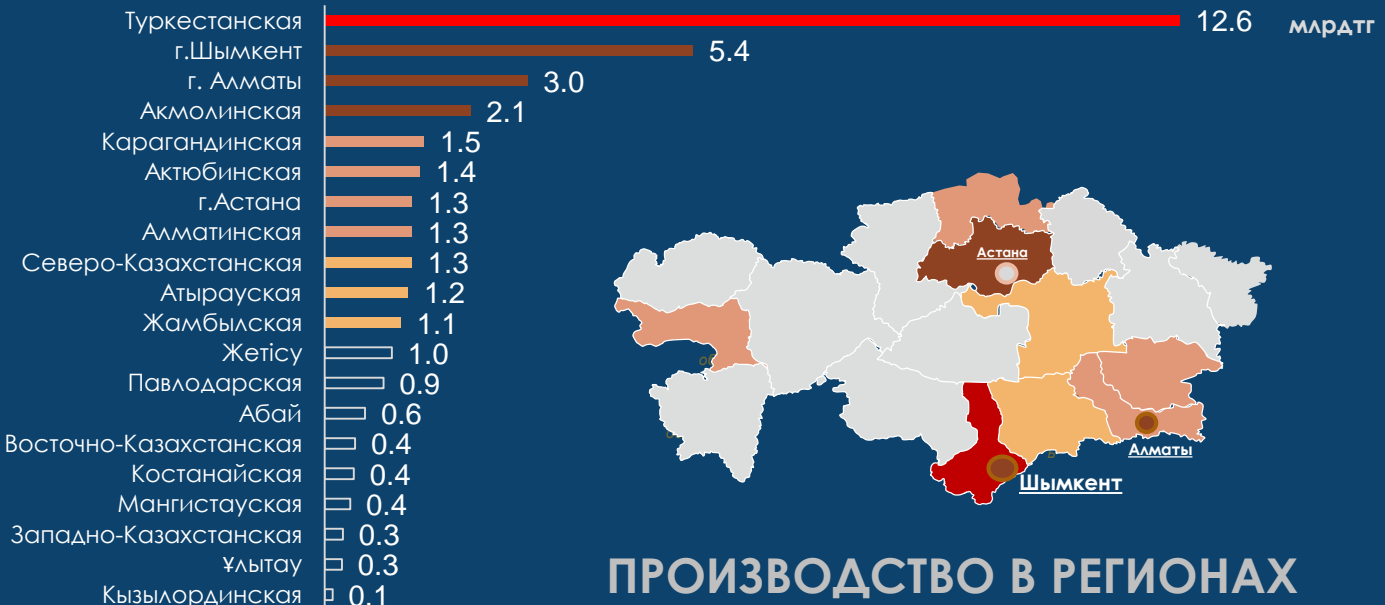 Туркестанская 12.6 млрдтг
г.Шымкент 5.4
г. Алматы 3.0
Акмолинская 2.1
Карагандинская 1.5
Актюбинская 1.4
г.Астана 1.3
Алматинская 1.3
Северо-Казахстанская 1.3
Атырауская 1.2
Жамбылская 1.1
Жетісу 1.0
Павлодарская 0.9
Абай 0.6
Восточно-Казахстанская 0.4
Костанайская 0.4
Мангистауская 0.4
Западно-Казахстанская 0.3
Ұлытау 0.3
Кызылординская 0.1
Астана
Алматы
Шымкент
ПРОИЗВОДСТВО В РЕГИОНАХ